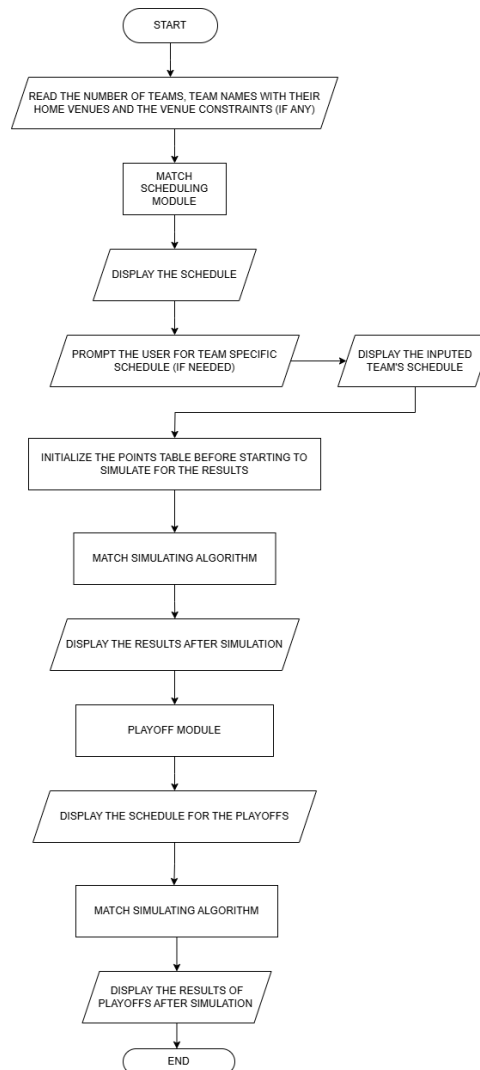 START
READ THE NUMBER OF TEAMS, TEAM NAMES WITH THEIR
HOME VENUES AND THE VENUE CONSTRAINTS (IF ANY)
MATCH
SCHEDULING
MODULE
DISPLAY THE SCHEDULE
PROMPT THE USER FOR TEAM SPECIFIC
SCHEDULE (IF NEEDED)
DISPLAY THE INPUTED
TEAM'S SCHEDULE
INITIALIZE THE POINTS TABLE BEFORE STARTING TO
SIMULATE FOR THE RESULTS
MATCH SIMULATING ALGORITHM
DISPLAY THE RESULTS AFTER SIMULATION
PLAYOFF MODULE
DISPLAY THE SCHEDULE FOR THE PLAYOFFS
MATCH SIMULATING ALGORITHM
DISPLAY THE RESULTS OF
PLAYOFFS AFTER SIMULATION
END